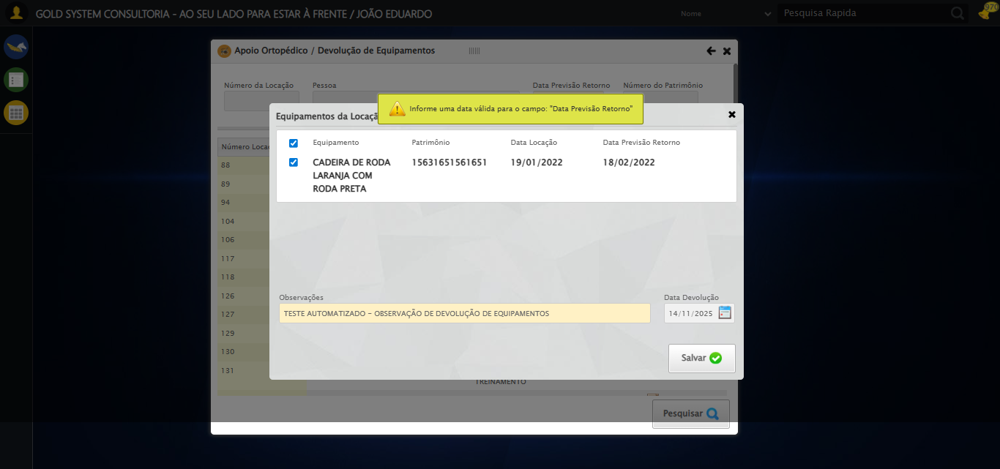 GOLD SYSTEM CONSULTORIA - AO SEU LADO PARA ESTAR À FRENTE / JOÃO EDUARDO
Nome
Pesquisa Rapida
970
Apoio Ortopédico / Devolução de Equipamentos
Número da Locação
Pessoa
Data Previsão Retorno
Número do Patrimônio
Informe uma data válida para o campo: "Data Previsão Retorno"
Equipamentos da Locaçã
Equipamento
Patrimônio
Data Locação
Data Previsão Retorno
CADEIRA DE RODA
LARANJA COM
RODA PRETA
15631651561651
19/01/2022
18/02/2022
Número Loca
88
89
94
104
106
117
118
126
127
129
130
131
Observações
TESTE AUTOMATIZADO - OBSERVAÇÃO DE DEVOLUÇÃO DE EQUIPAMENTOS
Data Devolução
14/11/2025
Salvar
TREINAMENTO
Pesquisar